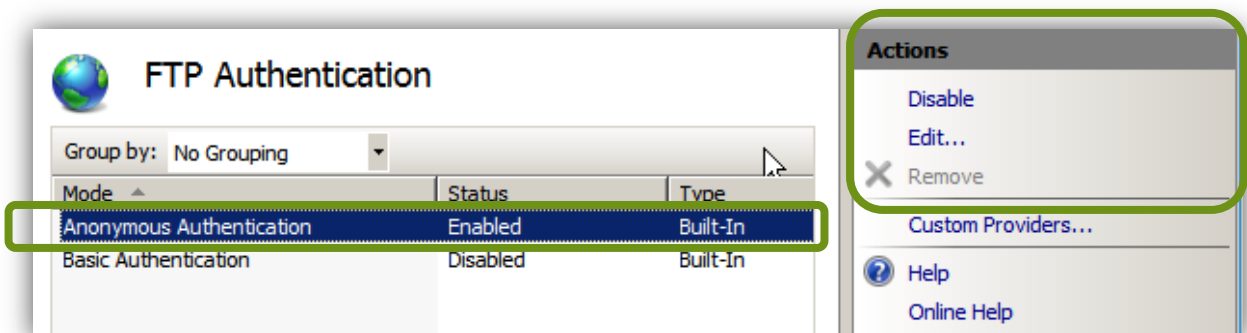 FTP Authentication
Group by: No Grouping
Mode Status Type
Anonymous Authentication Enabled Built-In
Basic Authentication Disabled Built-In
Actions
Disable
Edit...
Remove
Custom Providers...
Help
Online Help